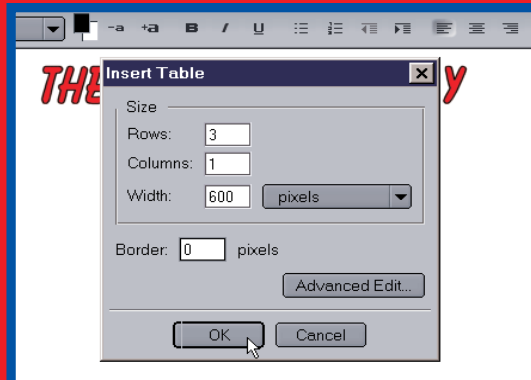 -a +a B I U
THE Y
Insert Table
Size
Rows: 3
Columns: 1
Width: 600 pixels
Border: 0 pixels
Advanced Edit...
OK Cancel